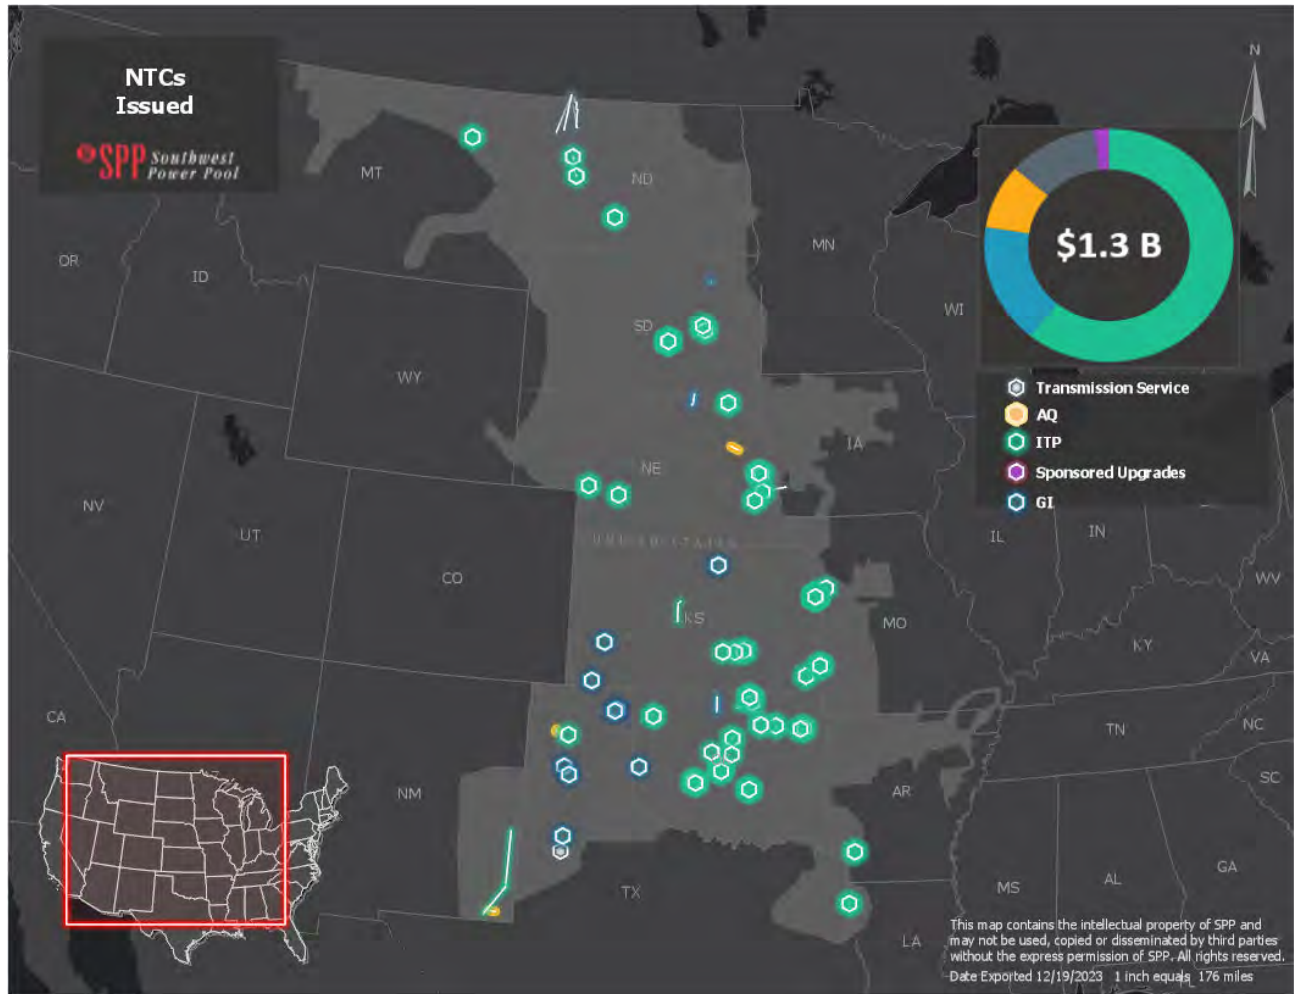 NTCs
Issued
SPP Southwest
Power Pool
N
MT
ND
MN
OR
ID
WI
SD
WY
IA
NE
NV
UT
CO
IL
IN
WV
UNITED STATES
KS
MO
KY
VA
CA
NM
TN
NC
AR
SC
TX
MS
AL
GA
LA
$1.3 B
Transmission Service
AQ
ITP
Sponsored Upgrades
GI
This map contains the intellectual property of SPP and
may not be used, copied or disseminated by third parties
without the express permission of SPP. All rights reserved.
Date Exported 12/19/2023 1 inch equals 176 miles